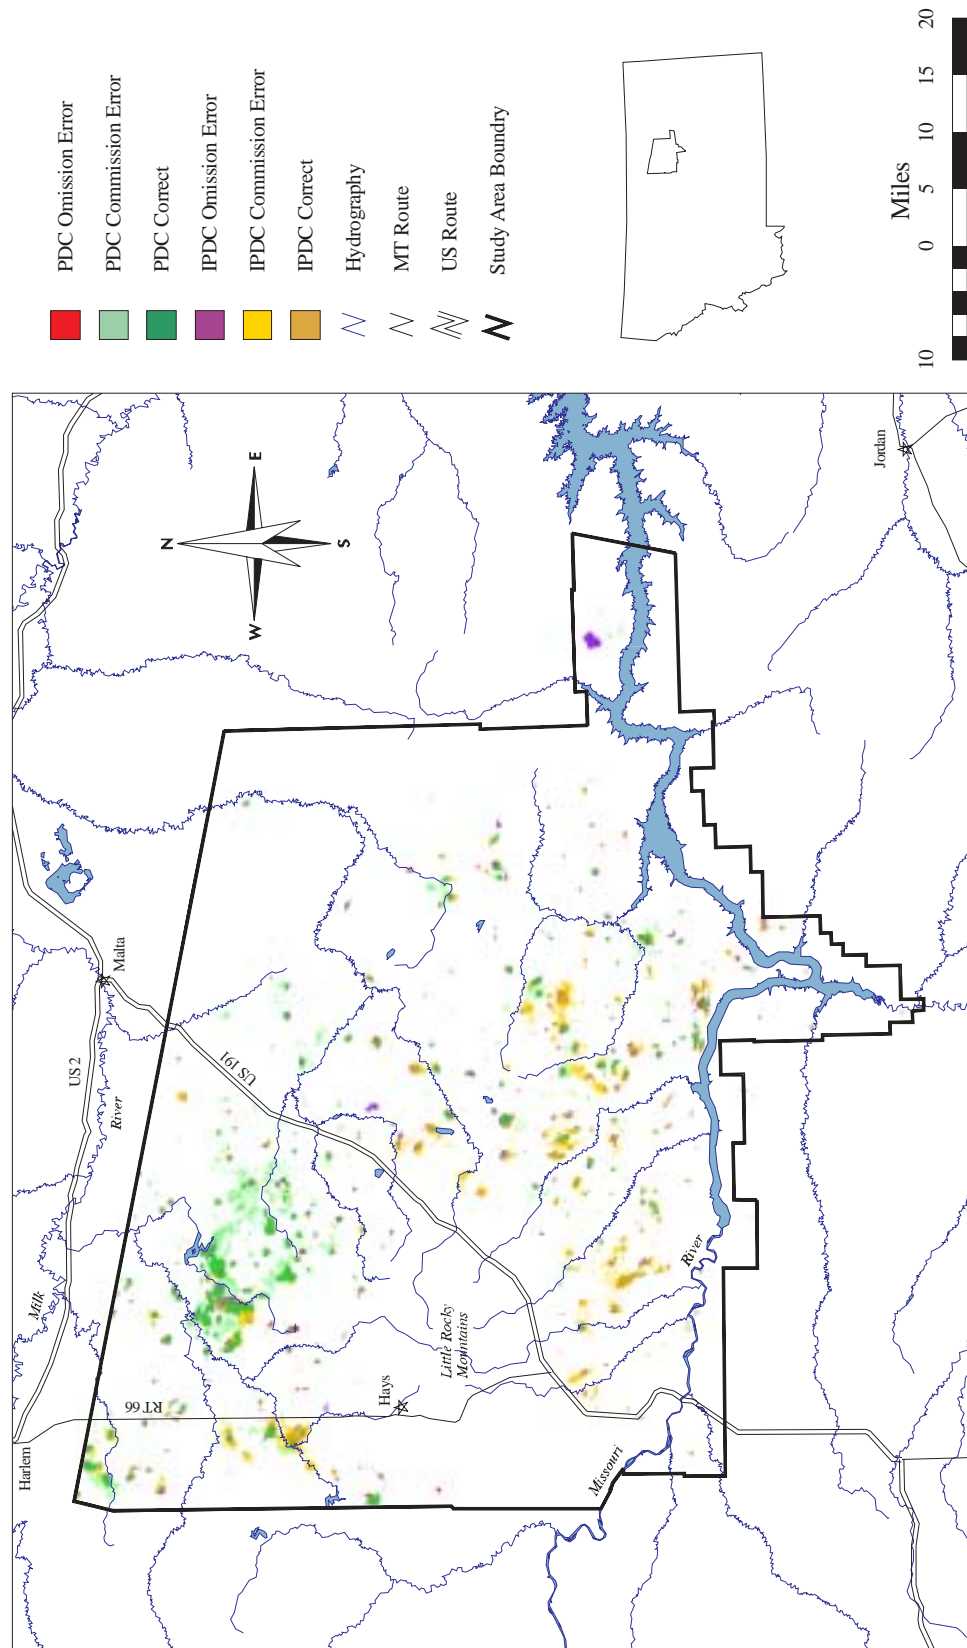 PDC Omission Error
PDC Commission Error
PDC Correct
IPDC Omission Error
IPDC Commission Error
IPDC Correct
Hydrography
MT Route
US Route
Study Area Boundry
Miles
10 0 5 10 15 20
Harlem
Milk
River
US 2
Malta
RT 66
US 191
N
W E
S
Hays
Little Rocky
Mountains
Missouri
River
Jordan